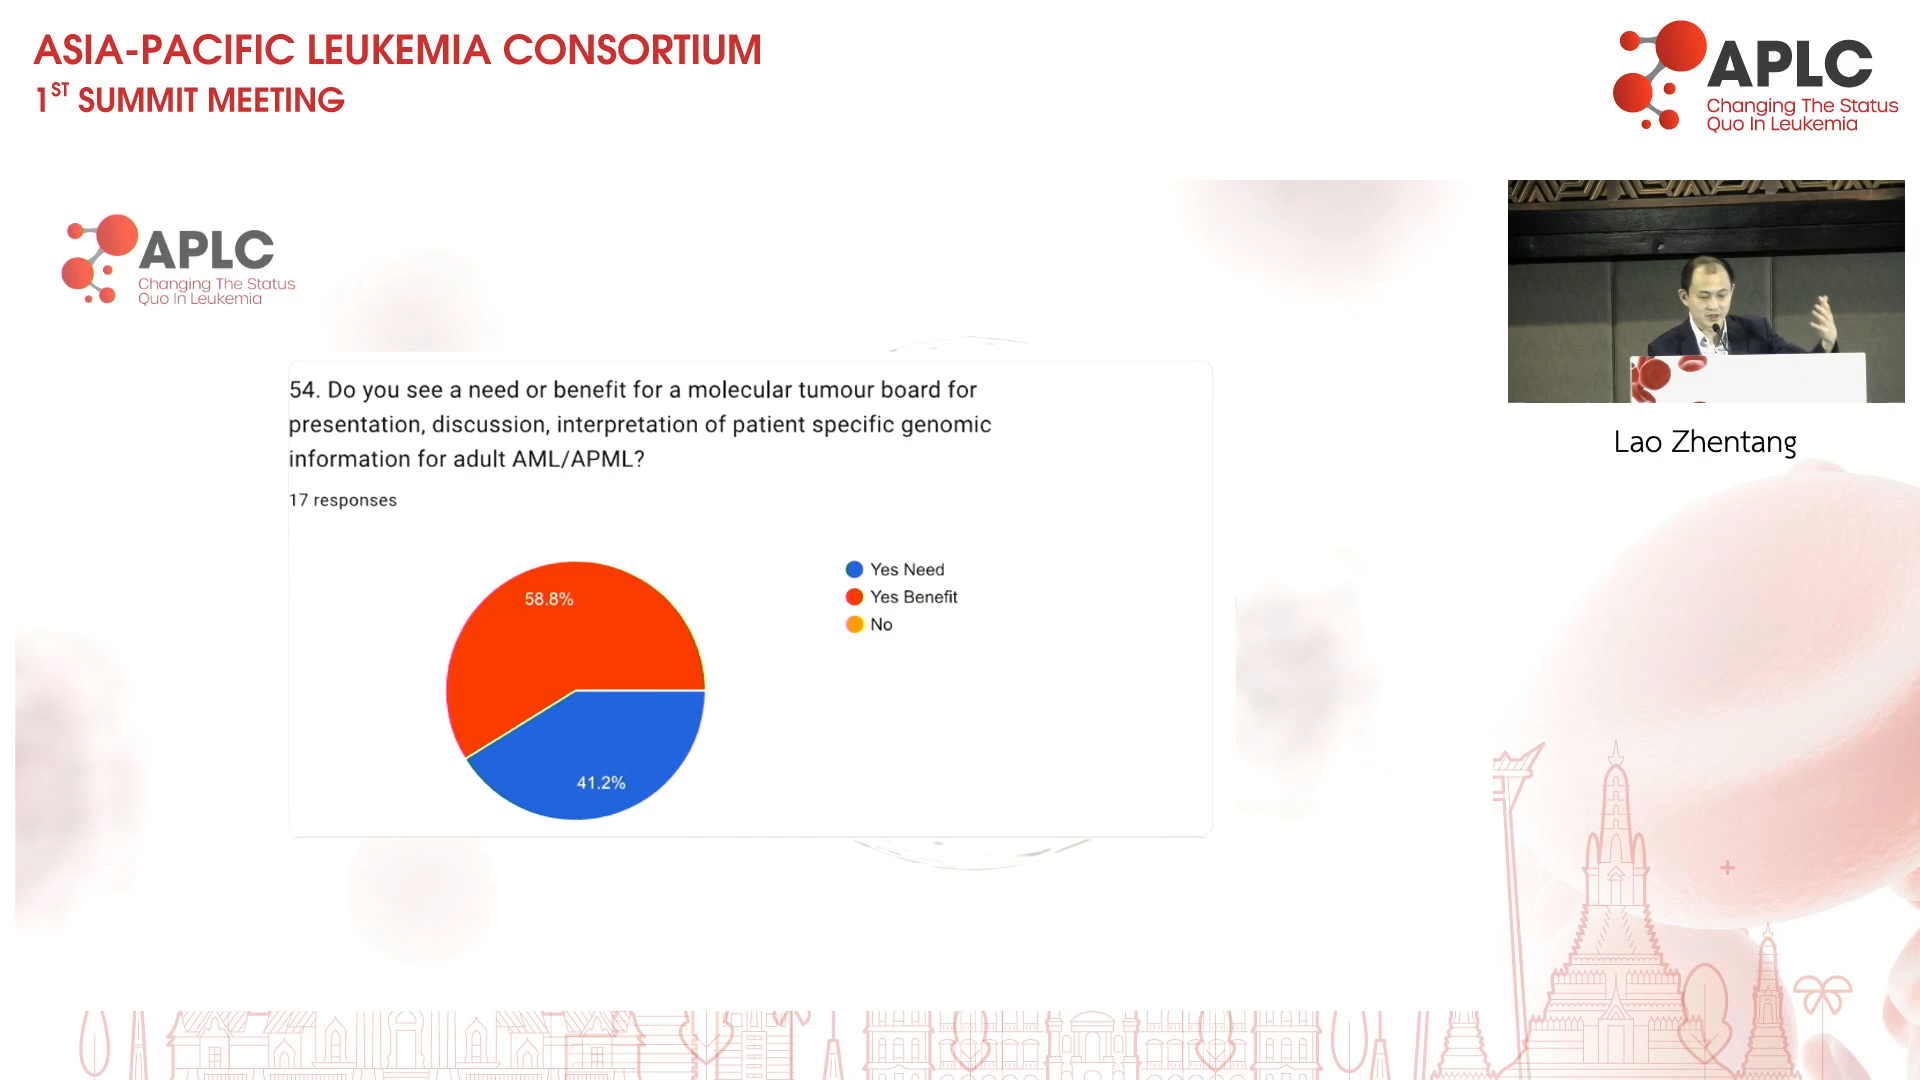 ASIA-PACIFIC LEUKEMIA CONSORTIUM
1ST SUMMIT MEETING
APLC
Changing The Status
Quo In Leukemia
APLC
Changing The Status
Quo In Leukemia
54. Do you see a need or benefit for a molecular tumour board for
presentation, discussion, interpretation of patient specific genomic
information for adult AML/APML?
17 responses
58.8%
41.2%
Yes Need
Yes Benefit
No
Lao Zhentang